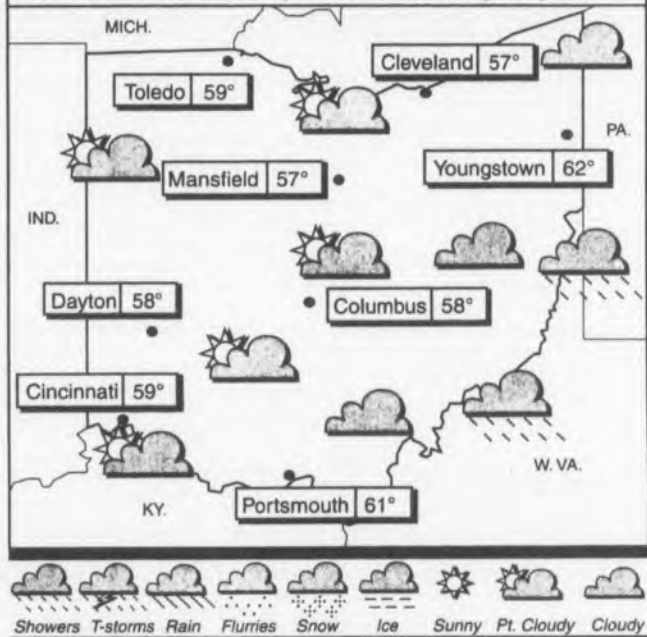 MICH.
Cleveland 57°
Toledo 59°
PA.
Youngstown 62°
Mansfield 57°
IND.
Dayton 58°
Columbus 58°
Cincinnati 59°
W. VA.
KY.
Portsmouth 61°
Showers T-storms Rain Flurries Snow Ice Sunny Pt. Cloudy Cloudy